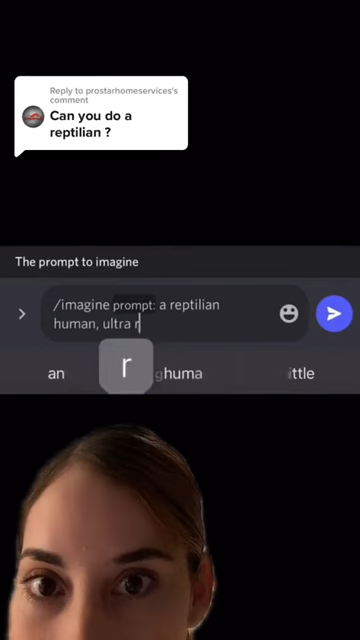 Reply to prostarhomeservices's
comment
Can you do a
reptilian ?
The prompt to imagine
/imagine prompt: a reptilian
human, ultra r
an r huma ittle